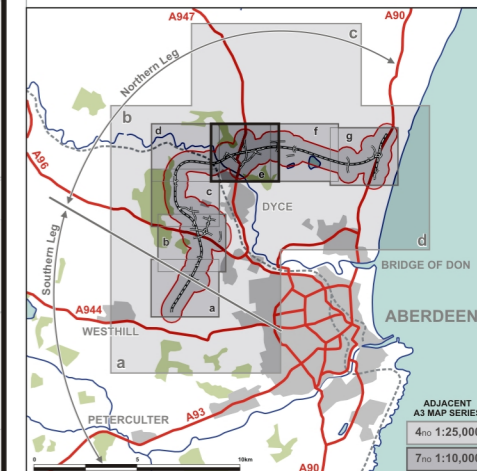 A947
A90
c
Northern Leg
b
d
f
g
A96
e
c
DYCE
Southern Leg
b
d
BRIDGE OF DON
a
A944
ABERDEEN
WESTHILL
a
ADJACENT
A3 MAP SERIES
A93
PETERCULTER
4no 1:25,000
0 5 10km
7no 1:10,000
A90